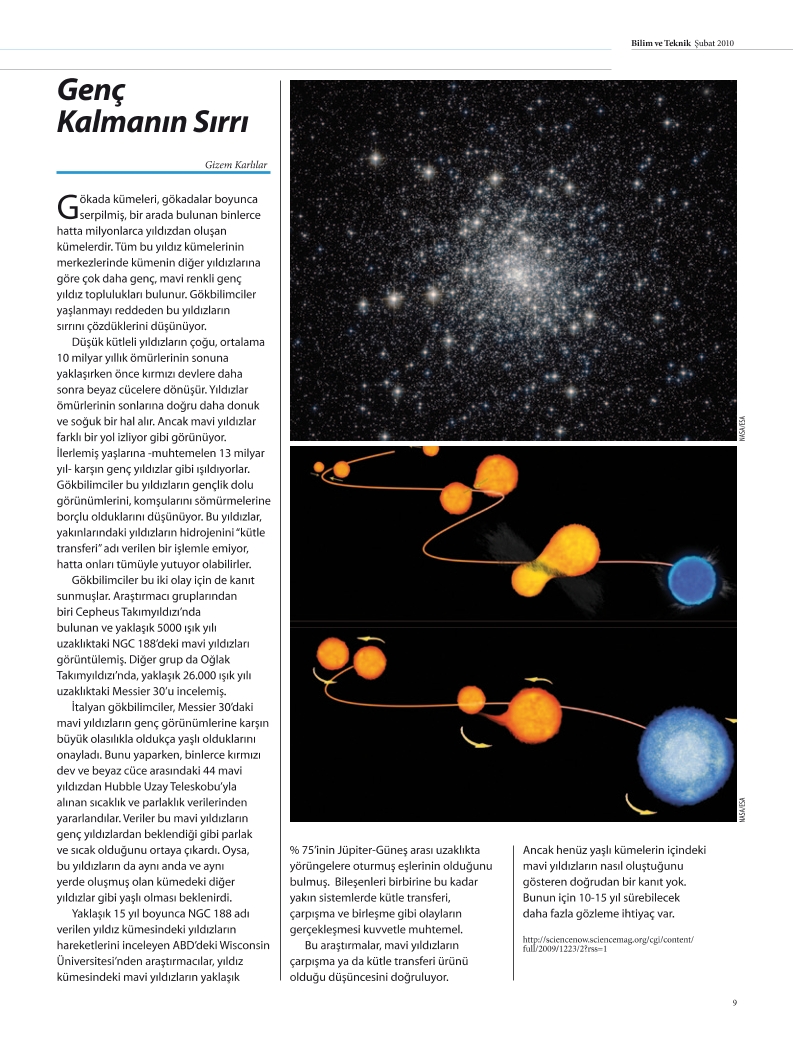 Bilim ve Teknik Şubat 2010
Genç
Kalmanın Sırrı
Gizem Karlılar
Gökada kümeleri, gökadalar boyunca
serpilmiş, bir arada bulunan binlerce
hatta milyonlarca yıldızdan oluşan
kümelerdir. Tüm bu yıldız kümelerinin
merkezlerinde kümenin diğer yıldızlarına
göre çok daha genç, mavi renkli genç
yıldız toplulukları bulunur. Gökbilimciler
yaşlanmayı reddeden bu yıldızların
sırrını çözdüklerini düşünüyor.
Düşük kütleli yıldızların çoğu, ortalama
10 milyar yıllık ömürlerinin sonuna
yaklaşırken önce kırmızı devlere daha
sonra beyaz cücelere dönüşür. Yıldızlar
ömürlerinin sonlarına doğru daha donuk
ve soğuk bir hal alır. Ancak mavi yıldızlar
farklı bir yol izliyor gibi görünüyor.
İlerlemiş yaşlarına -muhtemelen 13 milyar
yıl- karşın genç yıldızlar gibi ışıldıyorlar.
Gökbilimciler bu yıldızların gençlik dolu
görünümlerini, komşularını sömürmelerine
borçlu olduklarını düşünüyor. Bu yıldızlar,
yakınlarındaki yıldızların hidrojenini “kütle
transferi” adı verilen bir işlemle emiyor,
hatta onları tümüyle yutuyor olabilirler.
Gökbilimciler bu iki olay için de kanıt
sunmuşlar. Araştırmacı gruplarından
biri Cepheus Takımyıldızı’nda
bulunan ve yaklaşık 5000 ışık yılı
uzaklıktaki NGC 188’deki mavi yıldızları
görüntülemiş. Diğer grup da Oğlak
Takımyıldızı’nda, yaklaşık 26.000 ışık yılı
uzaklıktaki Messier 30’u incelemiş.
İtalyan gökbilimciler, Messier 30’daki
mavi yıldızların genç görünümlerine karşın
büyük olasılıkla oldukça yaşlı olduklarını
onayladı. Bunu yaparken, binlerce kırmızı
dev ve beyaz cüce arasındaki 44 mavi
yıldızdan Hubble Uzay Teleskobu’yla
alınan sıcaklık ve parlaklık verilerinden
yararlandılar. Veriler bu mavi yıldızların
genç yıldızlardan beklendiği gibi parlak
ve sıcak olduğunu ortaya çıkardı. Oysa,
bu yıldızların da aynı anda ve aynı
yerde oluşmuş olan kümedeki diğer
yıldızlar gibi yaşlı olması beklenirdi.
Yaklaşık 15 yıl boyunca NGC 188 adı
verilen yıldız kümesindeki yıldızların
hareketlerini inceleyen ABD’deki Wisconsin
Üniversitesi’nden araştırmacılar, yıldız
kümesindeki mavi yıldızların yaklaşık
NASA/ESA
NASA/ESA
% 75’inin Jüpiter-Güneş arası uzaklıkta
yörüngelere oturmuş eşlerinin olduğunu
bulmuş. Bileşenleri birbirine bu kadar
yakın sistemlerde kütle transferi,
çarpışma ve birleşme gibi olayların
gerçekleşmesi kuvvetle muhtemel.
Bu araştırmalar, mavi yıldızların
çarpışma ya da kütle transferi ürünü
olduğu düşüncesini doğruluyor.
Ancak henüz yaşlı kümelerin içindeki
mavi yıldızların nasıl oluştuğunu
gösteren doğrudan bir kanıt yok.
Bunun için 10-15 yıl sürebilecek
daha fazla gözleme ihtiyaç var.
http://sciencenow.sciencemag.org/cgi/content/
full/2009/1223/2?rss=1
9